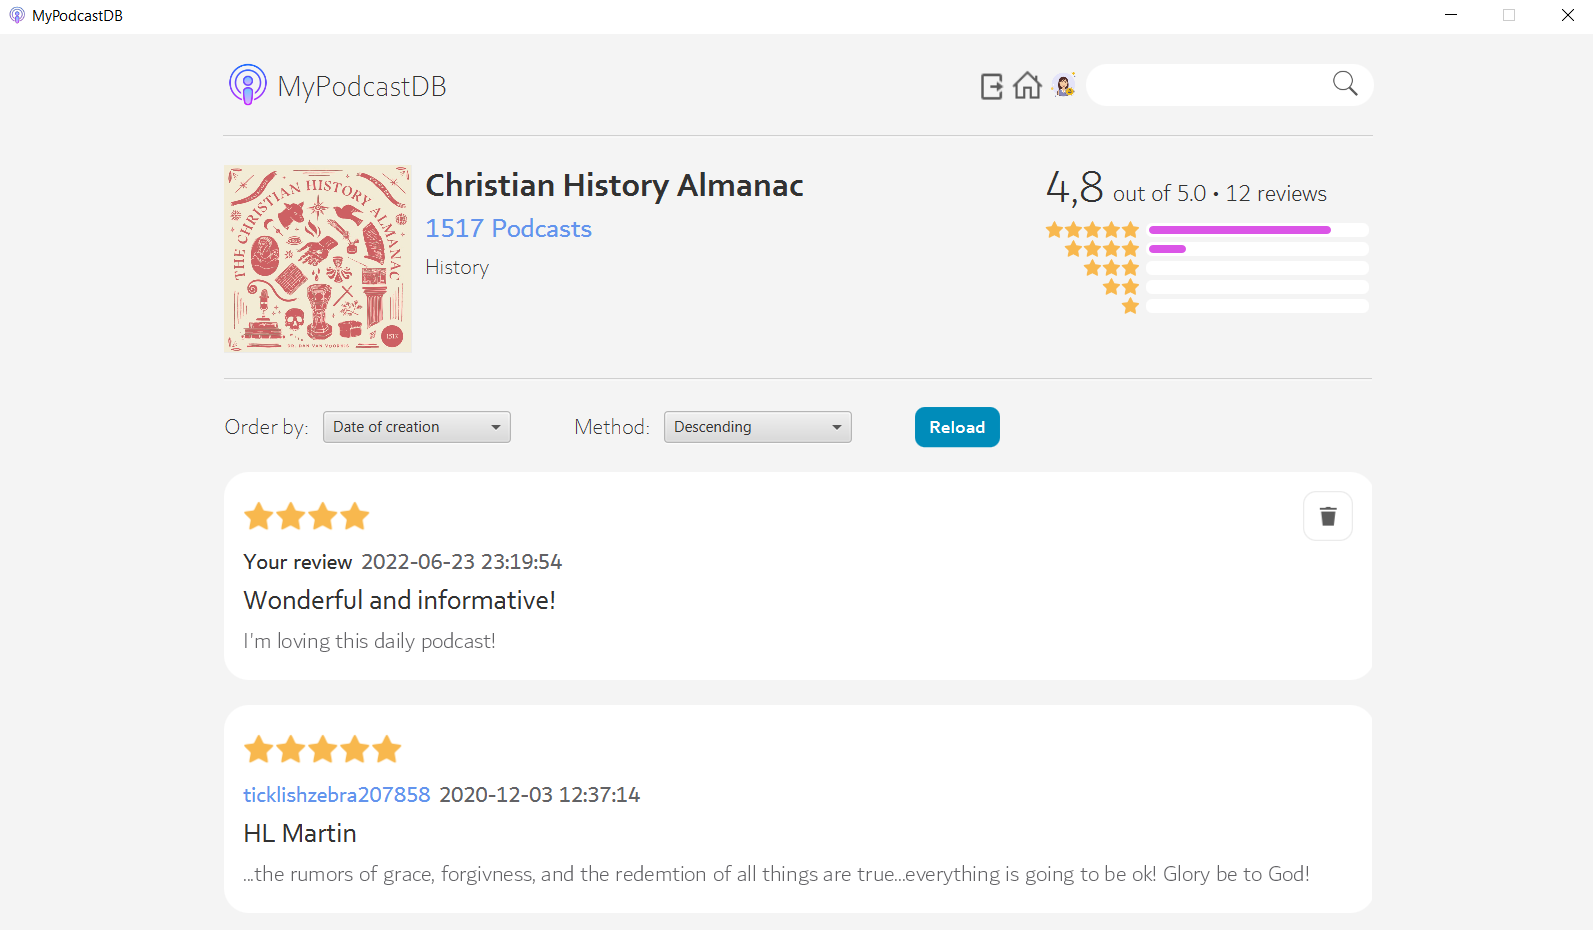 MyPodcastDB
MyPodcastDB
THE CHRISTIAN HISTORY ALMANAC
1517
Christian History Almanac
1517 Podcasts
History
4,8 out of 5.0 • 12 reviews
Order by: Date of creation Method: Descending Reload
Your review 2022-06-23 23:19:54
Wonderful and informative!
I'm loving this daily podcast!
ticklishzebra207858 2020-12-03 12:37:14
HL Martin
...the rumors of grace, forgivness, and the redemtion of all things are true...everything is going to be ok! Glory be to God!